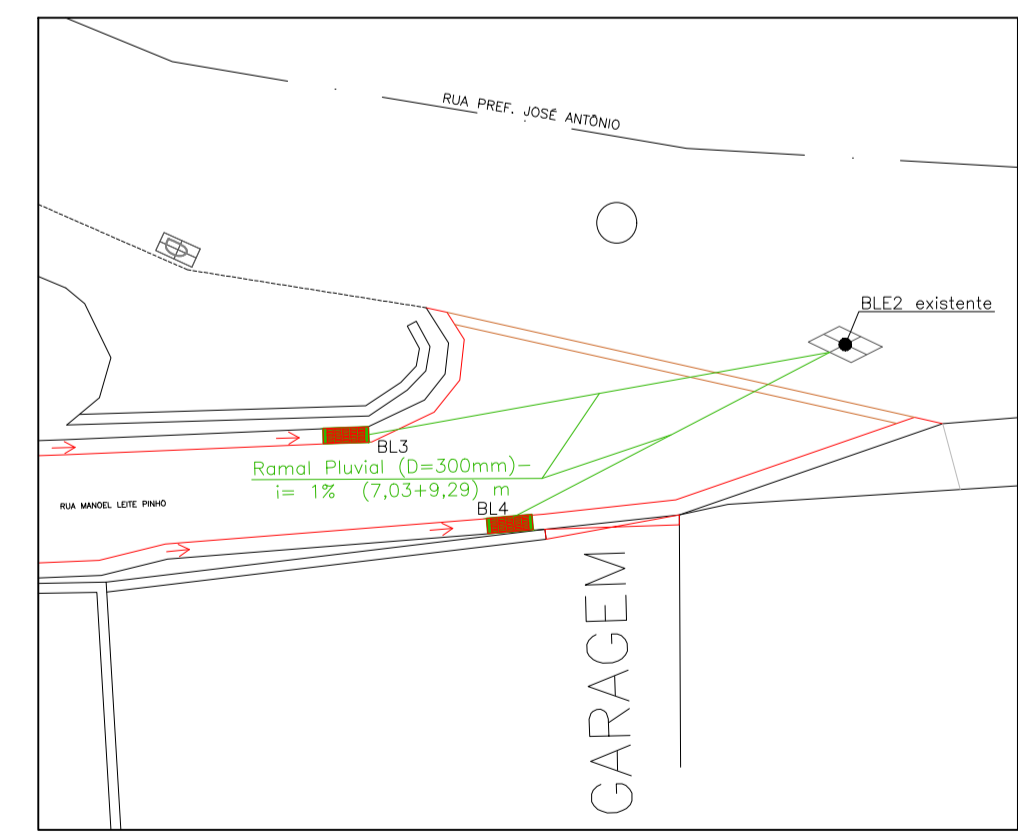 RUA PREF. JOSÉ ANTÔNIO
BLE2 existente
BL3
Ramal Pluvial (D=300mm)-
i= 1% (7,03+9,29) m
RUA MANOEL LEITE PINHO
BL4
GARAGEM